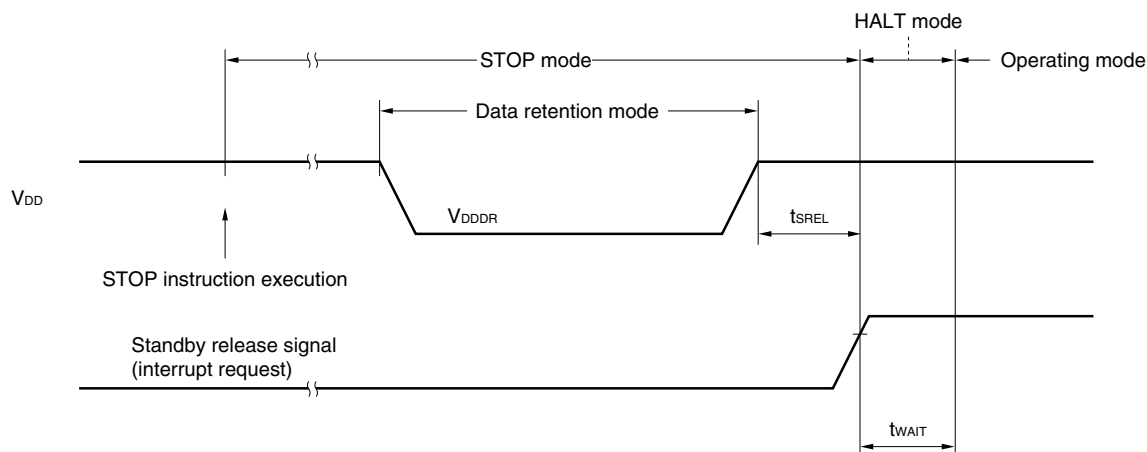 HALT mode
STOP mode
Operating mode
Data retention mode
VDD
VDDDR
tSREL
STOP instruction execution
Standby release signal
(interrupt request)
tWAIT